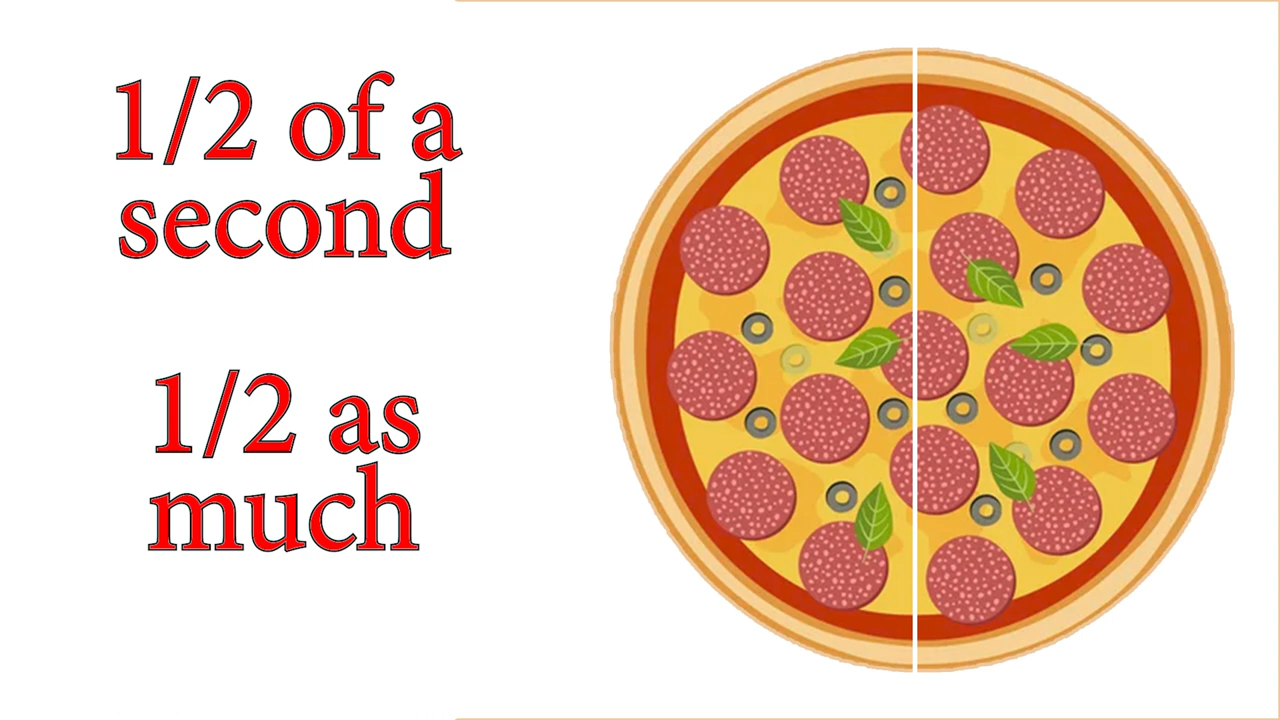 1/2 of a
second
1/2 as
much